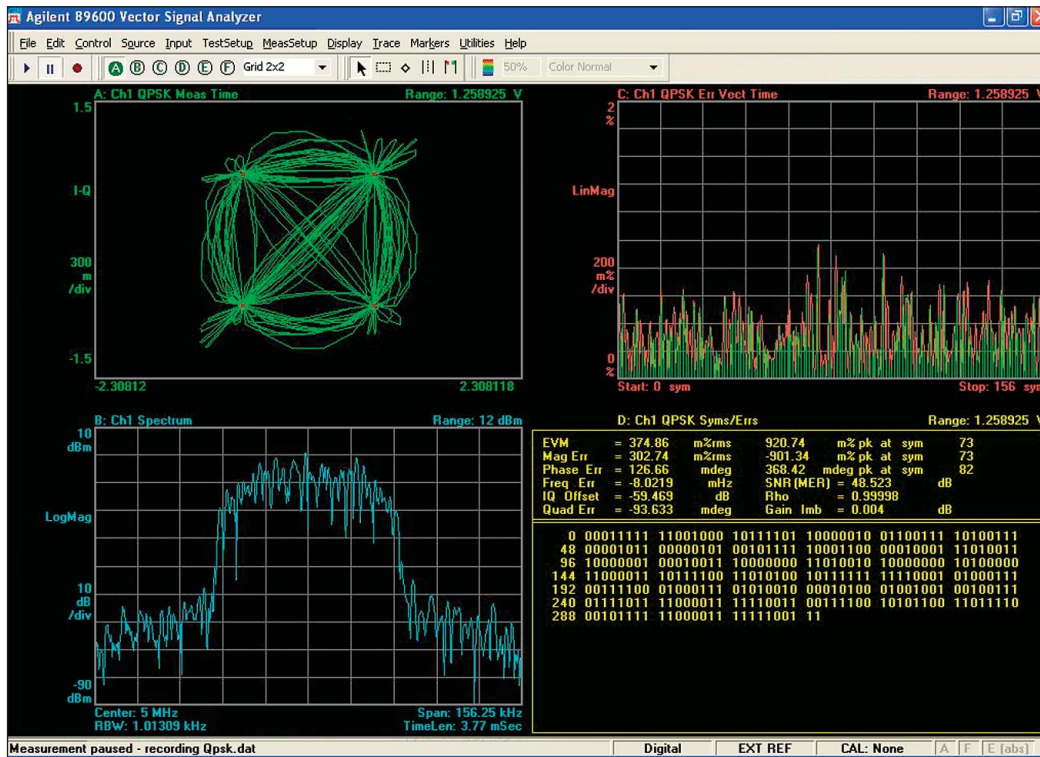 Agilent 89600 Vector Signal Analyzer
File Edit Control Source Input TestSetup MeasSetup Display Trace Markers Utilities Help
A B C D E F Grid 2x2 50% Color Normal
A: Ch1 QPSK Meas Time Range: 1.258925 V
1.5
I-Q
300
m
/div
-1.5
-2.30812 2.308118
C: Ch1 QPSK Err Vect Time Range: 1.258925 V
2
%
LinMag
200
m%
/div
0
%
Start: 0 sym Stop: 156 sym
B: Ch1 Spectrum Range: 12 dBm
10
dBm
LogMag
10
dB
/div
-90
dBm
Center: 5 MHz Span: 156.25 kHz
RBW: 1.01309 kHz TimeLen: 3.77 mSec
D: Ch1 QPSK Syms/Errs Range: 1.258925 V
EVM = 374.86 m%rms 920.74 m% pk at sym 73
Mag Err = 302.74 m%rms -901.34 m% pk at sym 73
Phase Err = 126.66 mdeg 368.42 mdeg pk at sym 82
Freq Err = -8.0219 mHz SNR(MER) = 48.523 dB
IQ Offset = -59.469 dB Rho = 0.99998
Quad Err = -93.633 mdeg Gain Imb = 0.004 dB
0 00011111 11001000 10111101 10000010 01100111 10100111
48 00001011 00000101 00101111 10001100 00010001 11010011
96 10000001 00010011 10000000 11010010 10000000 10100000
144 11000011 10111100 11010100 10111111 11110001 01000111
192 00111100 01000111 01010010 00010100 01001001 00100111
240 01111011 11000011 11110011 00111100 10101100 11011110
288 00101111 11000011 11111001 11
Measurement paused - recording Qpsk.dat Digital EXT REF CAL: None A F E [abs]